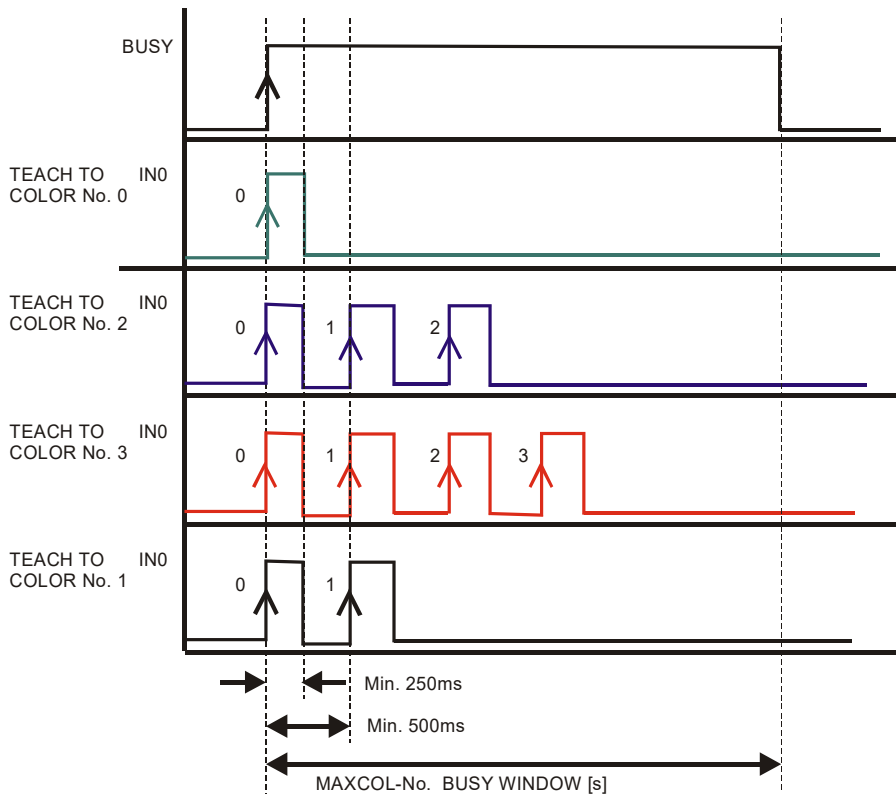 BUSY
TEACH TO IN0
COLOR No. 0
0
TEACH TO IN0
COLOR No. 2
0 1 2
TEACH TO IN0
COLOR No. 3
0 1 2 3
TEACH TO IN0
COLOR No. 1
0 1
Min. 250ms
Min. 500ms
MAXCOL-No. BUSY WINDOW [s]